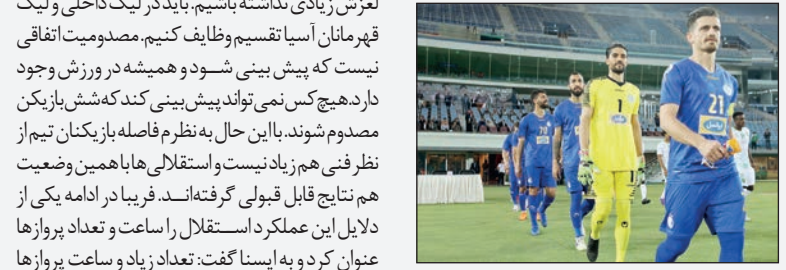 لغزش زیادی نداشته باشیم. باید در لیگ داخلی و لیگ
قهرمانان آسیا تقسیم وظایف کنیم. مصدومیت اتفاقی
نیست که پیش بینی شود و همیشه در ورزش وجود
دارد. هیچ کس نمی تواند پیش بینی کند که شش بازیکن
مصدوم شوند. با این حال به نظرم فاصله بازیکنان تیم از
نظر فنی هم زیاد نیست و استقلالی ها با همین وضعیت
هم نتایج قابل قبولی گرفته اند. فریبا در ادامه یکی از
دلایل این عملکرد استقلال را ساعت و تعداد پروازها
عنوان کرد و به ایسنا گفت: تعداد زیاد و ساعت پروازها
21
1
70